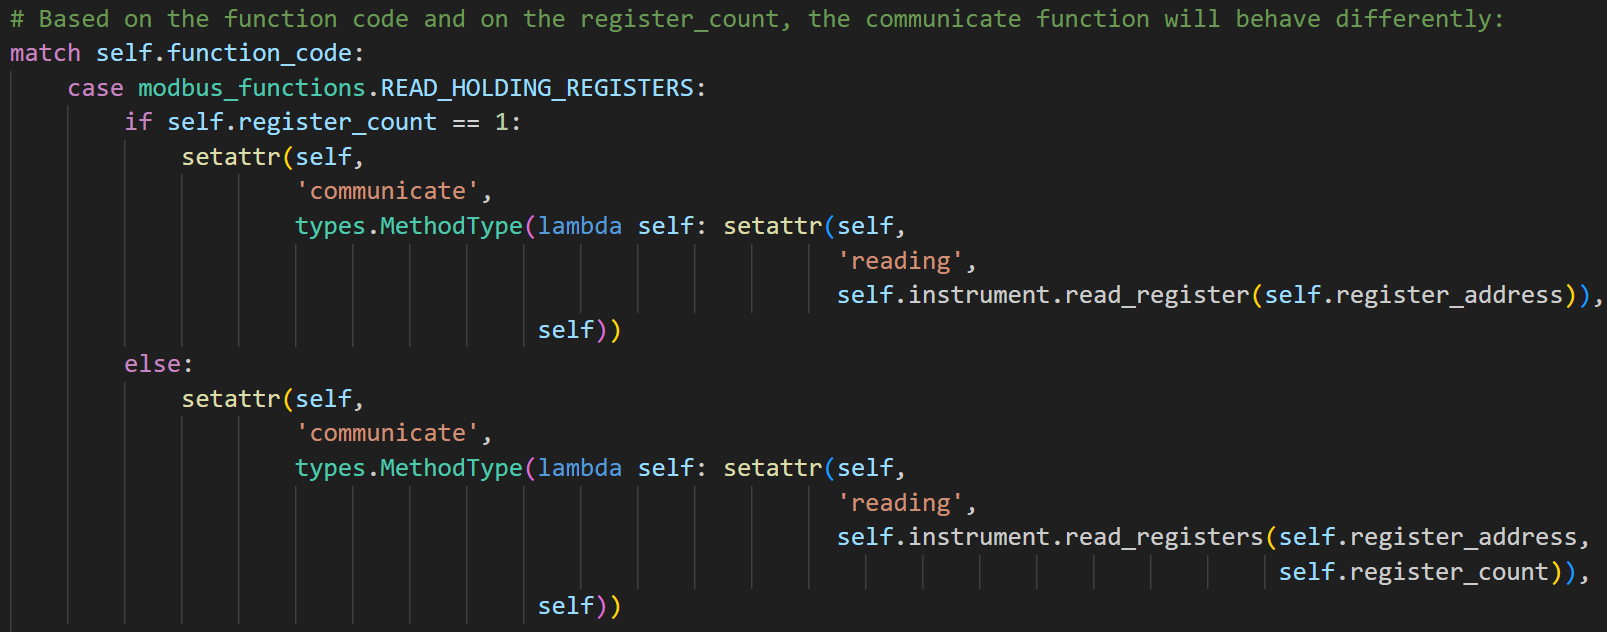 # Based on the function code and on the register_count, the communicate function will behave differently:
match self.function_code:
    case modbus_functions.READ_HOLDING_REGISTERS:
        if self.register_count == 1:
            setattr(self,
                    'communicate',
                    types.MethodType(lambda self: setattr(self,
                                                          'reading',
                                                          self.instrument.read_register(self.register_address)),
                                     self))
        else:
            setattr(self,
                    'communicate',
                    types.MethodType(lambda self: setattr(self,
                                                          'reading',
                                                          self.instrument.read_registers(self.register_address,
                                                                                         self.register_count)),
                                     self))